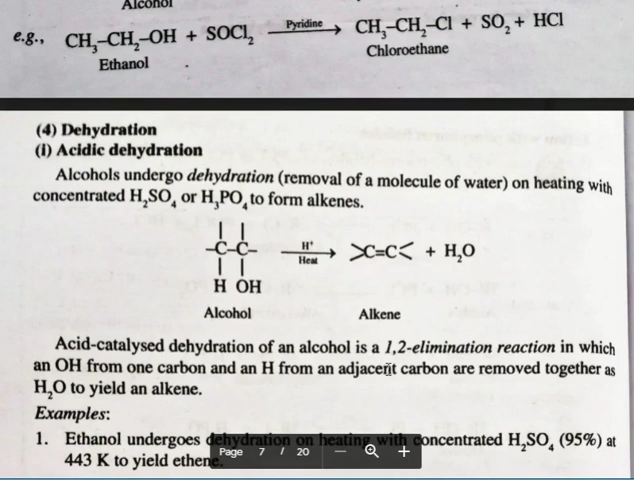 Alcohol
e.g., CH₃–CH₂–OH + SOCl₂ Pyridine → CH₃–CH₂–Cl + SO₂ + HCl
Ethanol Chloroethane
(4) Dehydration
(i) Acidic dehydration
Alcohols undergo dehydration (removal of a molecule of water) on heating with
concentrated H₂SO₄ or H₃PO₄ to form alkenes.
–C–C– H⁺ Heat → >C=C< + H₂O
H OH
Alcohol Alkene
Acid-catalysed dehydration of an alcohol is a 1,2-elimination reaction in which
an OH from one carbon and an H from an adjacent carbon are removed together as
H₂O to yield an alkene.
Examples:
1. Ethanol undergoes dehydration on heating with concentrated H₂SO₄ (95%) at
443 K to yield ethene.
Page 7 / 20 — +